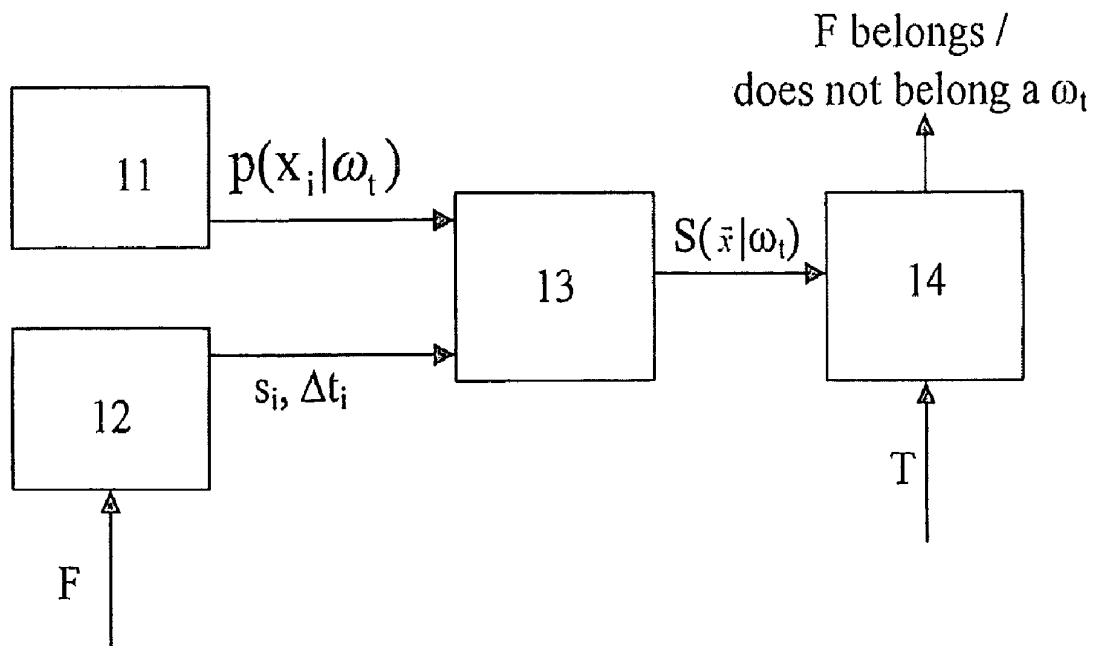 F belongs /
does not belong a ωt
11
p(xi|ωt)
13
S(x̄|ωt)
14
12
si, Δti
T
F